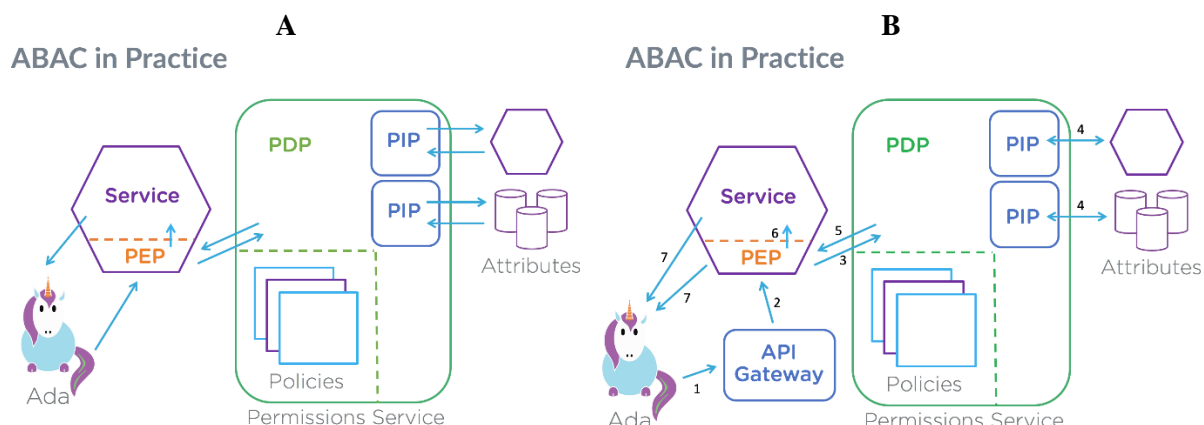 A
ABAC in Practice
PDP
PIP
PIP
Service
PEP
Attributes
Policies
Ada
Permissions Service
B
ABAC in Practice
PDP
PIP
4
PIP
4
Service
6
PEP
5
3
7
7
2
Attributes
API
Gateway
1
Policies
Ada
Permissions Service